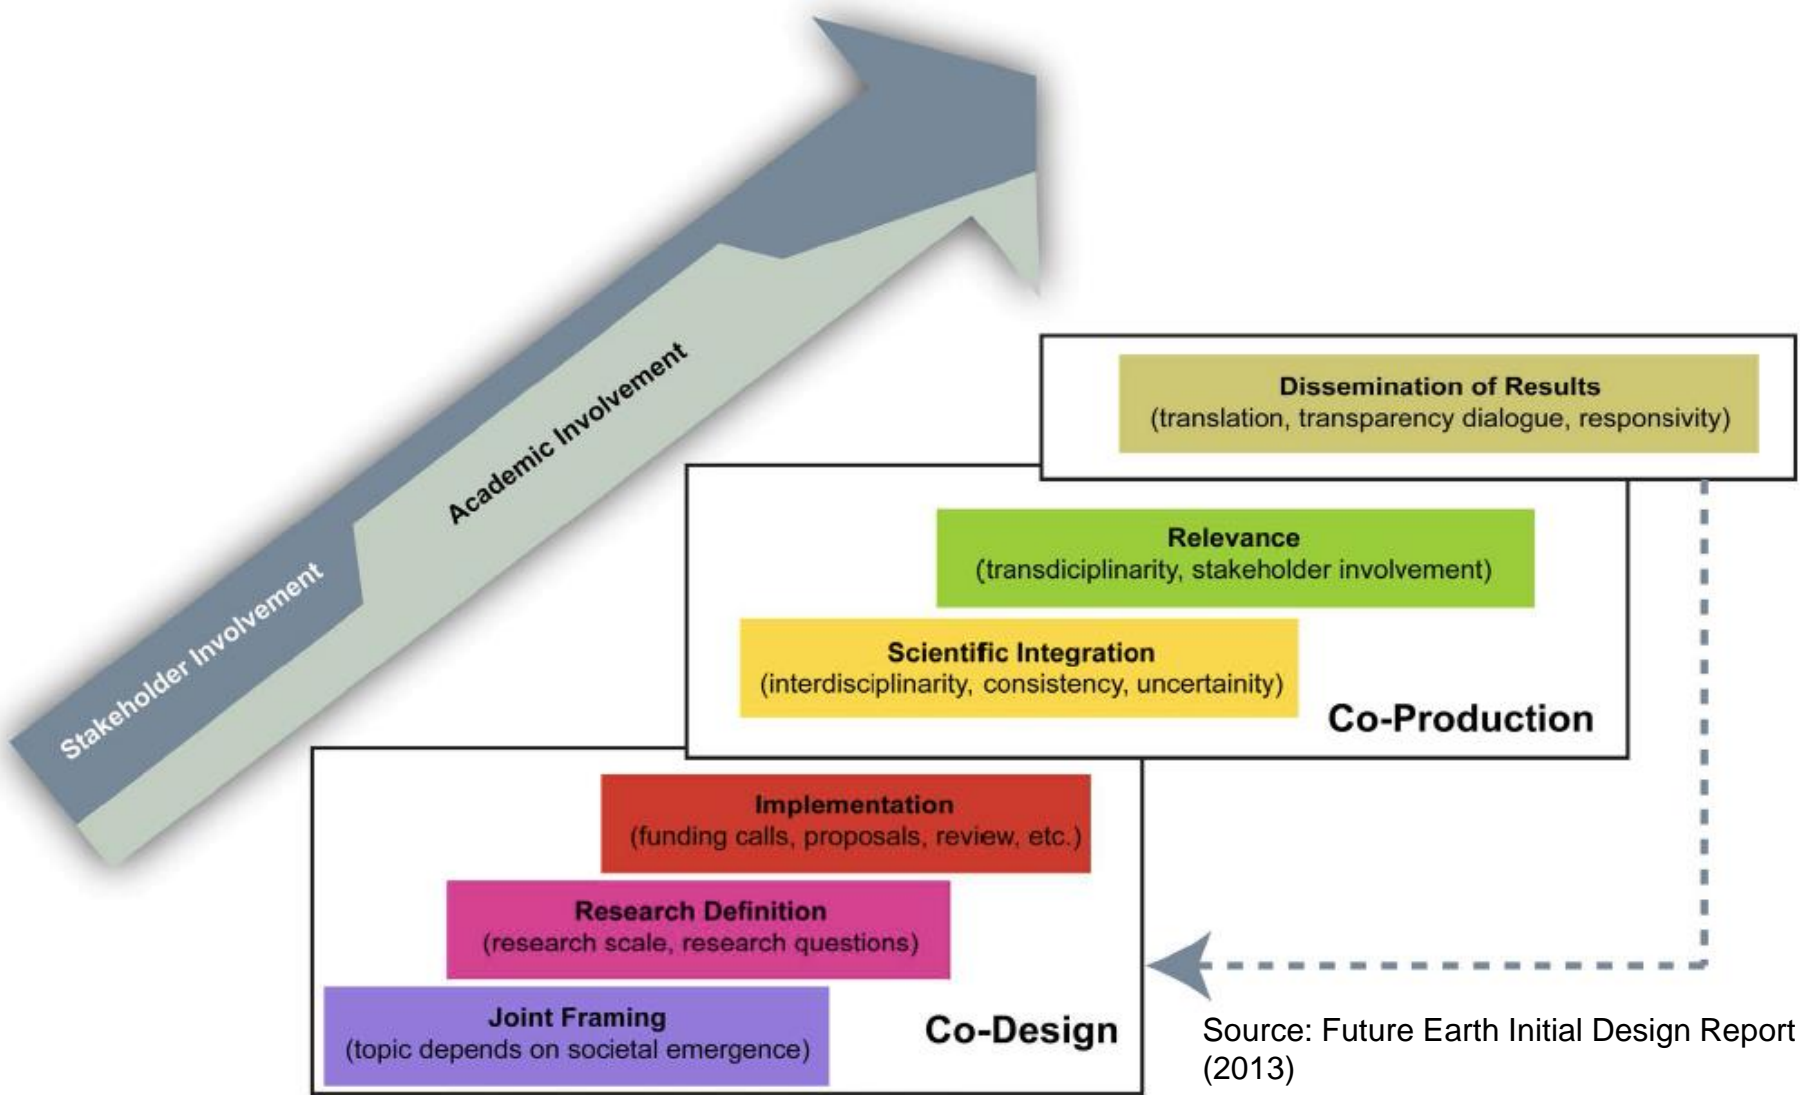 Stakeholder Involvement
Academic Involvement
Dissemination of Results
(translation, transparency dialogue, responsivity)
Relevance
(transdiciplinarity, stakeholder involvement)
Scientific Integration
(interdisciplinarity, consistency, uncertainity)
Co-Production
Implementation
(funding calls, proposals, review, etc.)
Research Definition
(research scale, research questions)
Joint Framing
(topic depends on societal emergence)
Co-Design
Source: Future Earth Initial Design Report
(2013)